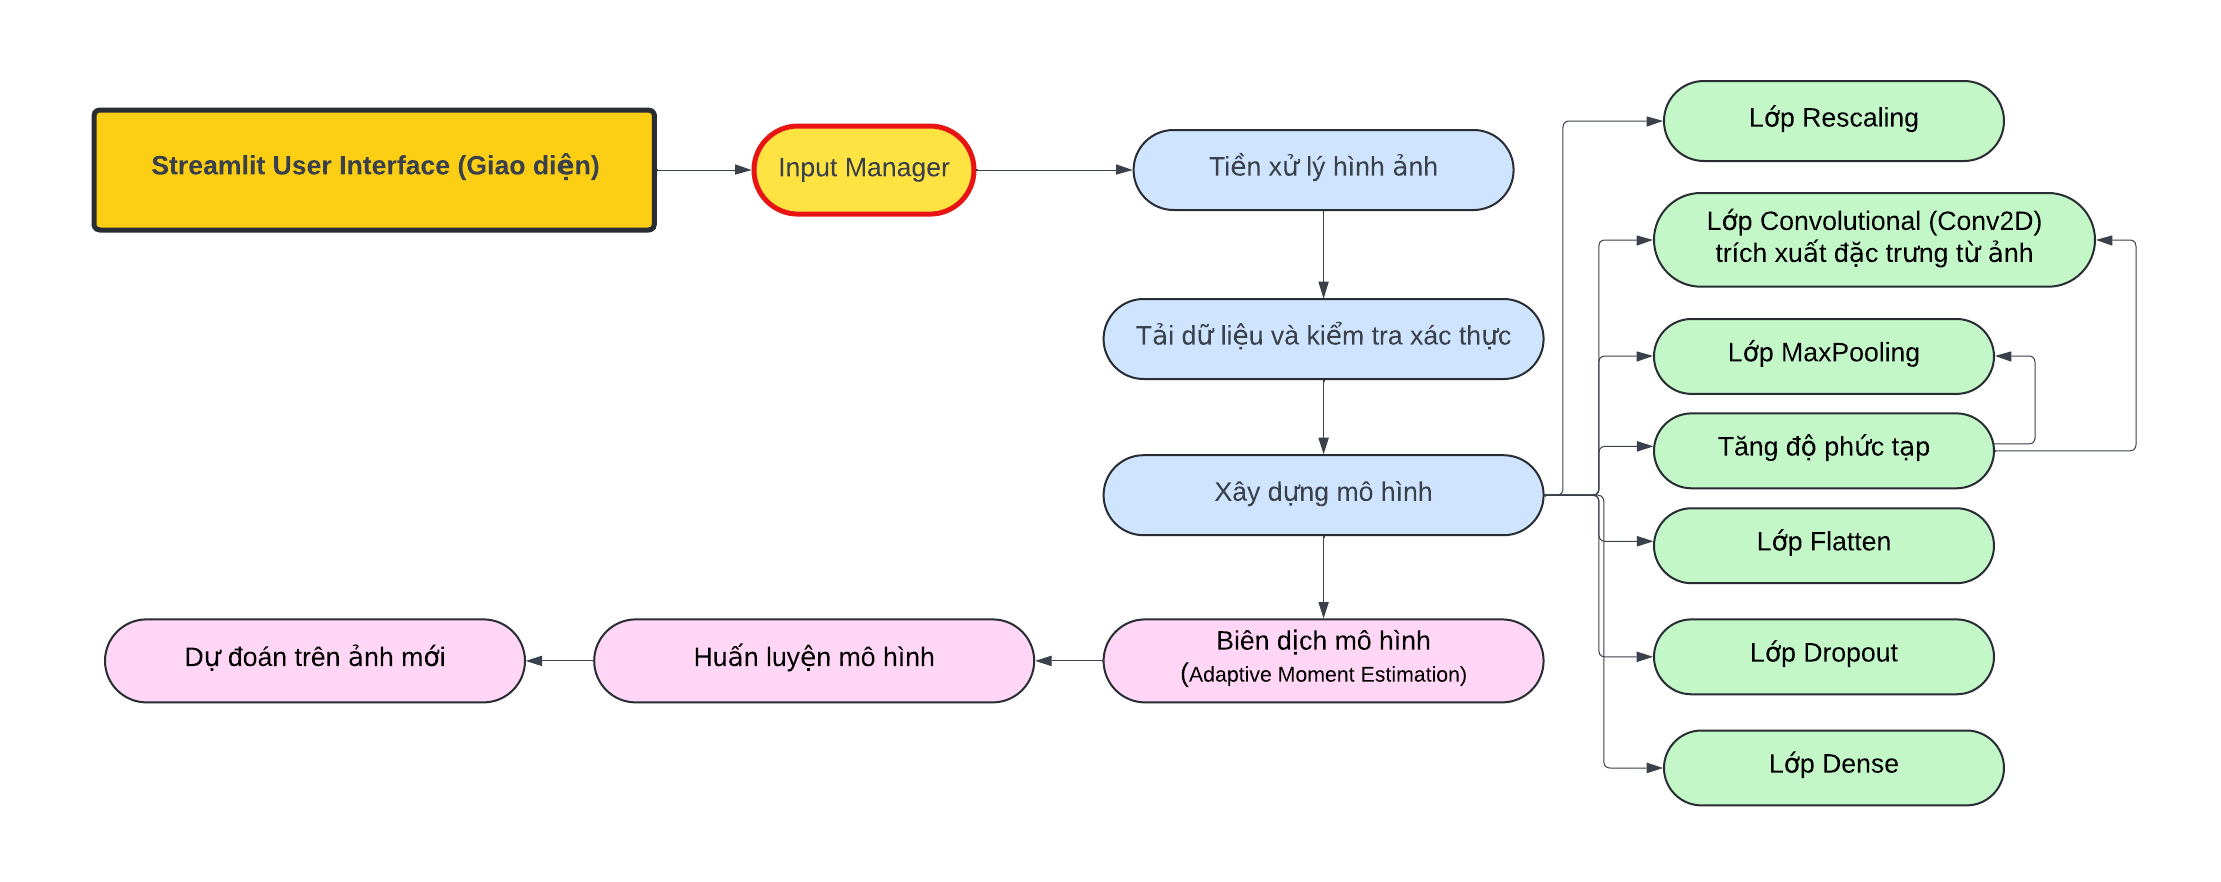 Streamlit User Interface (Giao diện)
Input Manager
Tiền xử lý hình ảnh
Tải dữ liệu và kiểm tra xác thực
Xây dựng mô hình
Biên dịch mô hình
(Adaptive Moment Estimation)
Huấn luyện mô hình
Dự đoán trên ảnh mới
Lớp Rescaling
Lớp Convolutional (Conv2D)
trích xuất đặc trưng từ ảnh
Lớp MaxPooling
Tăng độ phức tạp
Lớp Flatten
Lớp Dropout
Lớp Dense